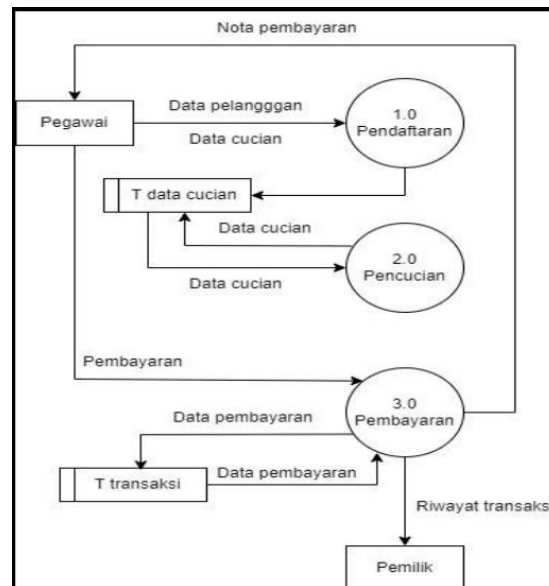 Nota pembayaran
Pegawai
Data pelangggan
Data cucian
1.0
Pendaftaran
T data cucian
Data cucian
Data cucian
2.0
Pencucian
Pembayaran
3.0
Pembayaran
Data pembayaran
T transaksi
Data pembayaran
Riwayat transaks
Pemilik